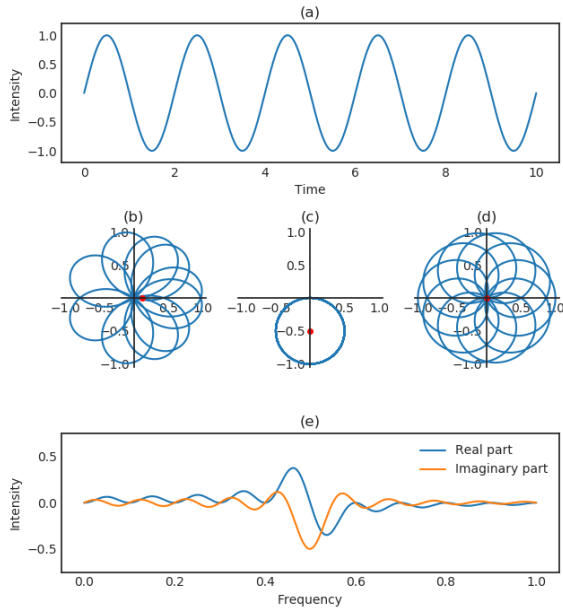 (a)
Intensity
1.0
0.5
0.0
−0.5
−1.0
0 2 4 6 8 10
Time
(b) (c) (d)
1.0 1.0 1.0
0.5 0.5 0.5
−1.0 −0.5 0.5 1.0 −1.0 −0.5 0.5 1.0 −1.0 −0.5 0.5 1.0
−0.5 −0.5 −0.5
−1.0 −1.0 −1.0
(e)
Intensity
0.5
0.0
−0.5
Real part
Imaginary part
0.0 0.2 0.4 0.6 0.8 1.0
Frequency